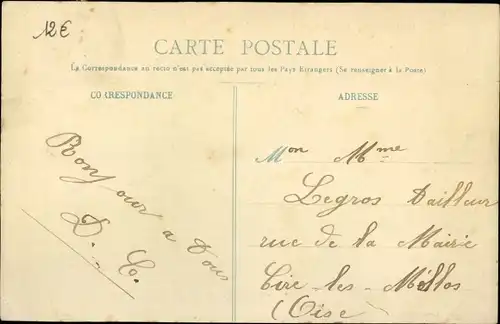 12€
CARTE POSTALE
La Correspondance au recto n'est pas acceptée par tous les Pays Etrangers (Se renseigner à la Poste)
CORRESPONDANCE
ADRESSE
Bonjour a Tous
D. C.
Mon Mme
Legros Tailleur
rue de la Mairie
Cire-les-Mello
(Oise